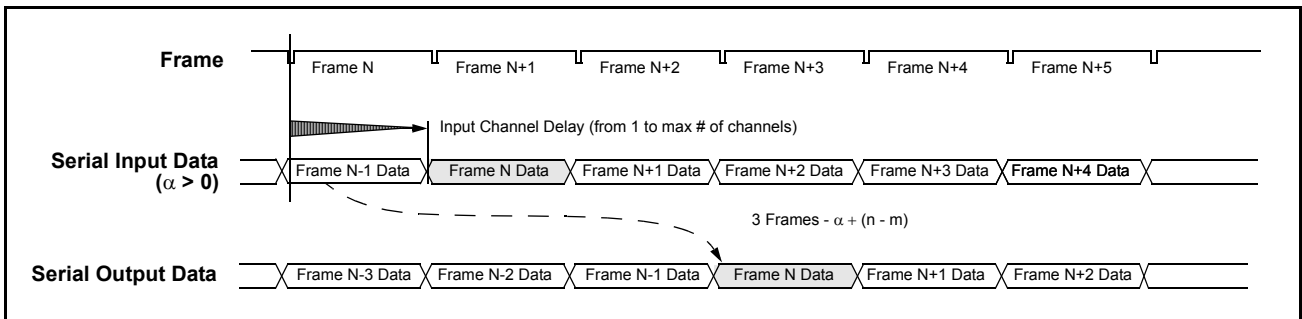 Frame
Frame N Frame N+1 Frame N+2 Frame N+3 Frame N+4 Frame N+5
Input Channel Delay (from 1 to max # of channels)
Serial Input Data
(α > 0)
Frame N-1 Data Frame N Data Frame N+1 Data Frame N+2 Data Frame N+3 Data Frame N+4 Data
3 Frames - α + (n - m)
Serial Output Data
Frame N-3 Data Frame N-2 Data Frame N-1 Data Frame N Data Frame N+1 Data Frame N+2 Data